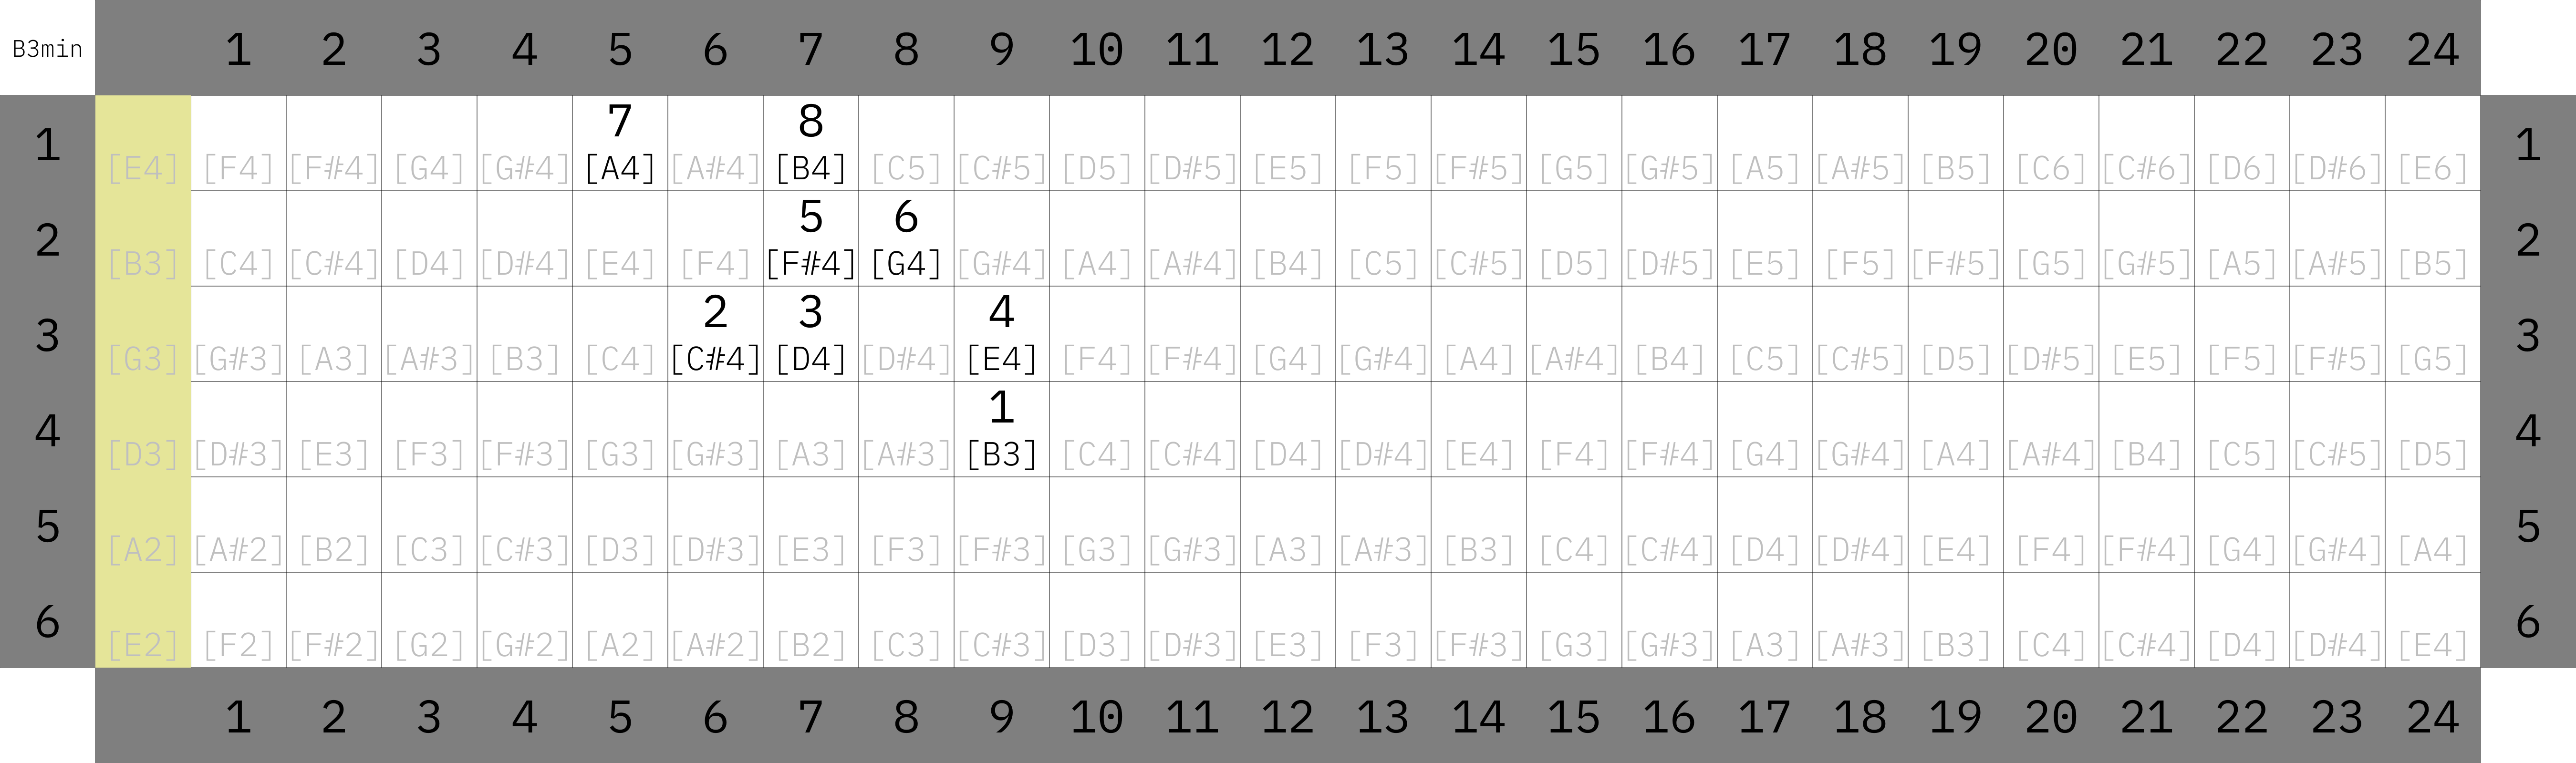 B3min 1 2 3 4 5 6 7 8 9 10 11 12 13 14 15 16 17 18 19 20 21 22 23 24
7 8
1 [E4] [F4] [F#4] [G4] [G#4] [A4] [A#4] [B4] [C5] [C#5] [D5] [D#5] [E5] [F5] [F#5] [G5] [G#5] [A5] [A#5] [B5] [C6] [C#6] [D6] [D#6] [E6] 1
5 6
2 [B3] [C4] [C#4] [D4] [D#4] [E4] [F4] [F#4] [G4] [G#4] [A4] [A#4] [B4] [C5] [C#5] [D5] [D#5] [E5] [F5] [F#5] [G5] [G#5] [A5] [A#5] [B5] 2
2 3 4
3 [G3] [G#3] [A3] [A#3] [B3] [C4] [C#4] [D4] [D#4] [E4] [F4] [F#4] [G4] [G#4] [A4] [A#4] [B4] [C5] [C#5] [D5] [D#5] [E5] [F5] [F#5] [G5] 3
1
4 [D3] [D#3] [E3] [F3] [F#3] [G3] [G#3] [A3] [A#3] [B3] [C4] [C#4] [D4] [D#4] [E4] [F4] [F#4] [G4] [G#4] [A4] [A#4] [B4] [C5] [C#5] [D5] 4
5 [A2] [A#2] [B2] [C3] [C#3] [D3] [D#3] [E3] [F3] [F#3] [G3] [G#3] [A3] [A#3] [B3] [C4] [C#4] [D4] [D#4] [E4] [F4] [F#4] [G4] [G#4] [A4] 5
6 [E2] [F2] [F#2] [G2] [G#2] [A2] [A#2] [B2] [C3] [C#3] [D3] [D#3] [E3] [F3] [F#3] [G3] [G#3] [A3] [A#3] [B3] [C4] [C#4] [D4] [D#4] [E4] 6
1 2 3 4 5 6 7 8 9 10 11 12 13 14 15 16 17 18 19 20 21 22 23 24